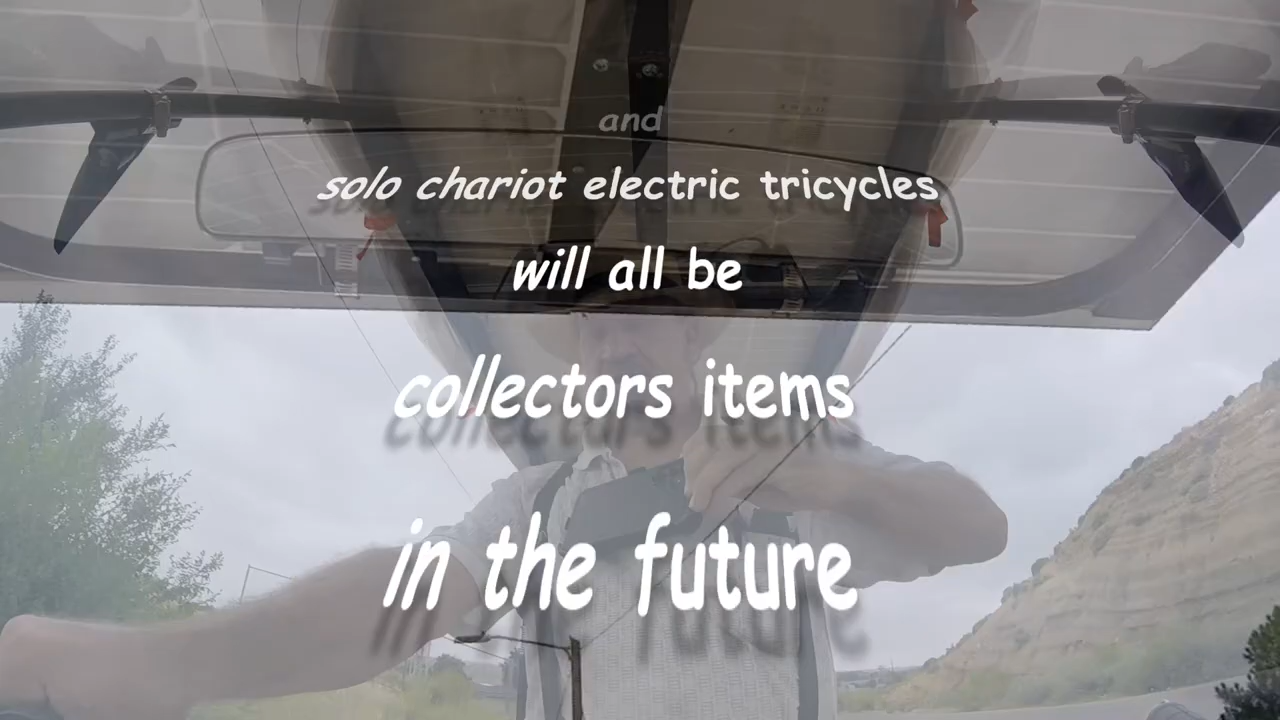 and
solo chariot electric tricycles
will all be
collectors items
in the future